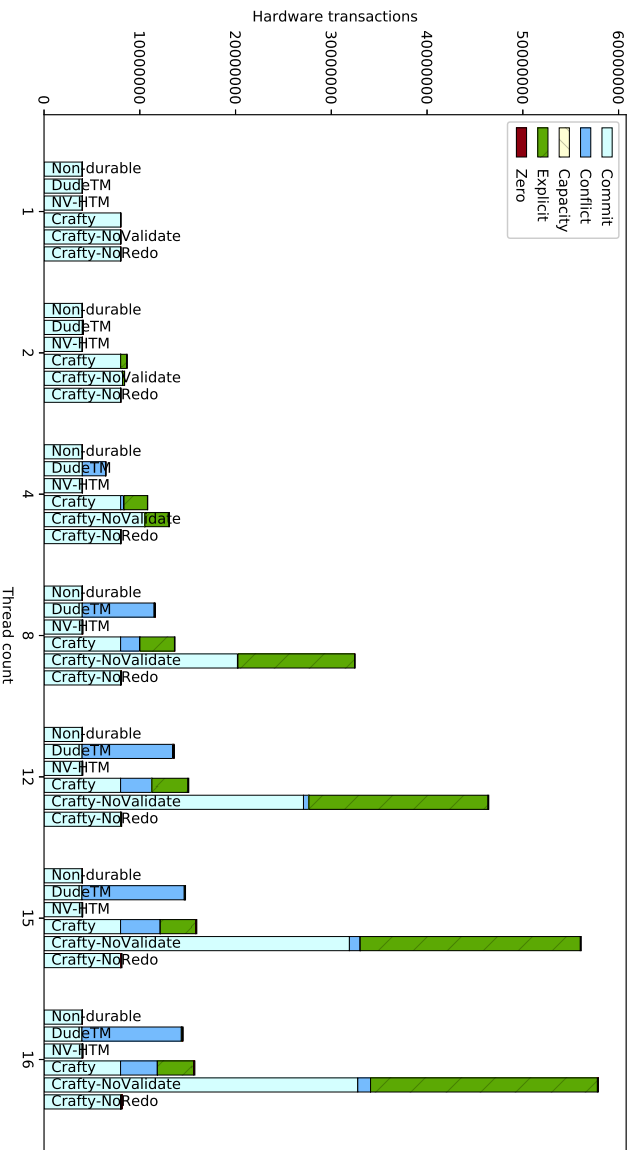 Hardware transactions
0
10000000
20000000
30000000
40000000
50000000
60000000
Commit
Conflict
Capacity
Explicit
Zero
Non-durable
DudeTM
NV-HTM
Crafty
Crafty-NoValidate
Crafty-NoRedo
1
Non-durable
DudeTM
NV-HTM
Crafty
Crafty-NoValidate
Crafty-NoRedo
2
Non-durable
DudeTM
NV-HTM
Crafty
Crafty-NoValidate
Crafty-NoRedo
4
Non-durable
DudeTM
NV-HTM
Crafty
Crafty-NoValidate
Crafty-NoRedo
8
Non-durable
DudeTM
NV-HTM
Crafty
Crafty-NoValidate
Crafty-NoRedo
12
Non-durable
DudeTM
NV-HTM
Crafty
Crafty-NoValidate
Crafty-NoRedo
15
Non-durable
DudeTM
NV-HTM
Crafty
Crafty-NoValidate
Crafty-NoRedo
16
Thread count